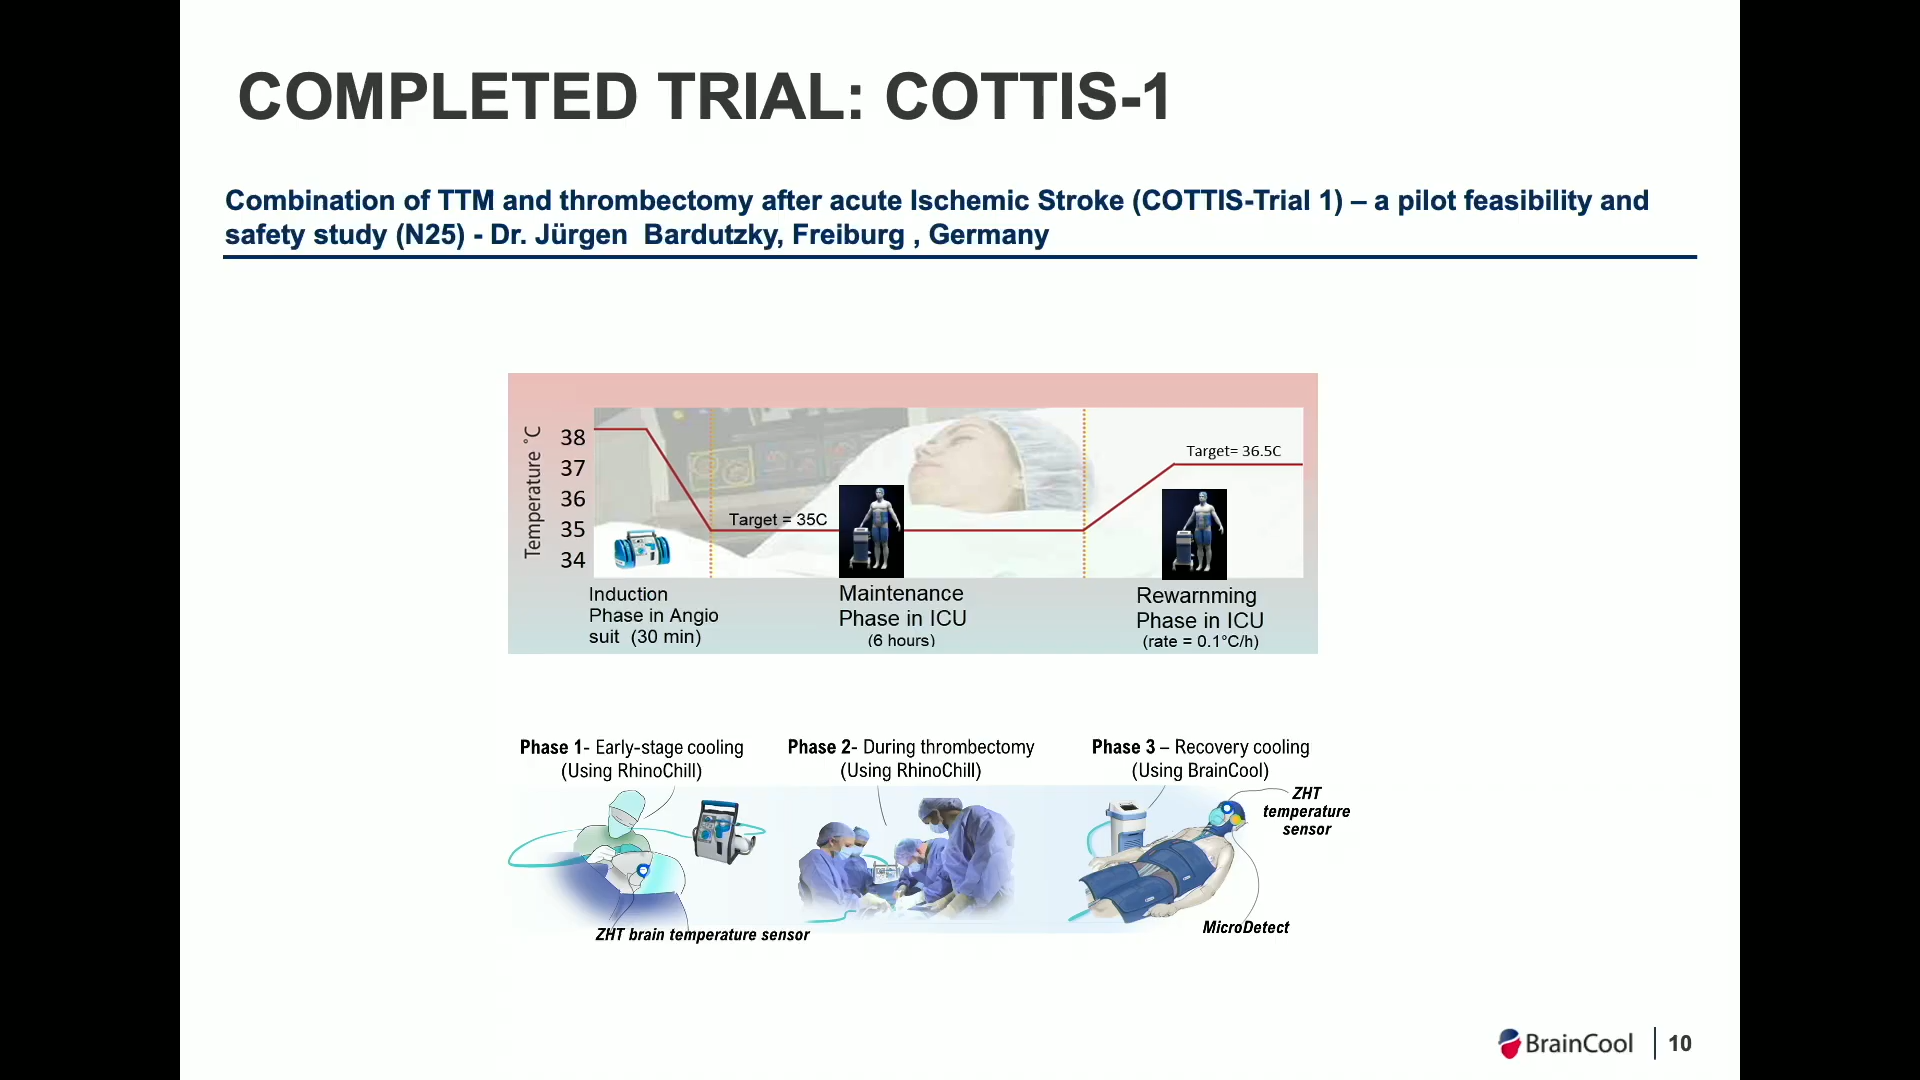 COMPLETED TRIAL: COTTIS-1
Combination of TTM and thrombectomy after acute Ischemic Stroke (COTTIS-Trial 1) – a pilot feasibility and
safety study (N25) - Dr. Jürgen  Bardutzky, Freiburg , Germany
Temperature °C
38
37
36
35
34
Target = 35C
Target= 36.5C
Induction
Phase in Angio
suit (30 min)
Maintenance
Phase in ICU
(6 hours)
Rewarnming
Phase in ICU
(rate = 0.1°C/h)
Phase 1- Early-stage cooling
(Using RhinoChill)
Phase 2- During thrombectomy
(Using RhinoChill)
Phase 3 – Recovery cooling
(Using BrainCool)
ZHT
temperature
sensor
ZHT brain temperature sensor
MicroDetect
BrainCool
10